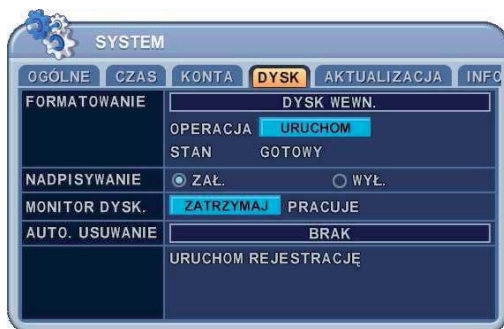 SYSTEM
OGÓLNE CZAS KONTA DYSK AKTUALIZACJA INFO
FORMATOWANIE DYSK WEWN.
OPERACJA URUCHOM
STAN GOTOWY
NADPISYWANIE ZAŁ. WYŁ.
MONITOR DYSK. ZATRZYMAJ PRACUJE
AUTO. USUWANIE BRAK
URUCHOM REJESTRACJĘ